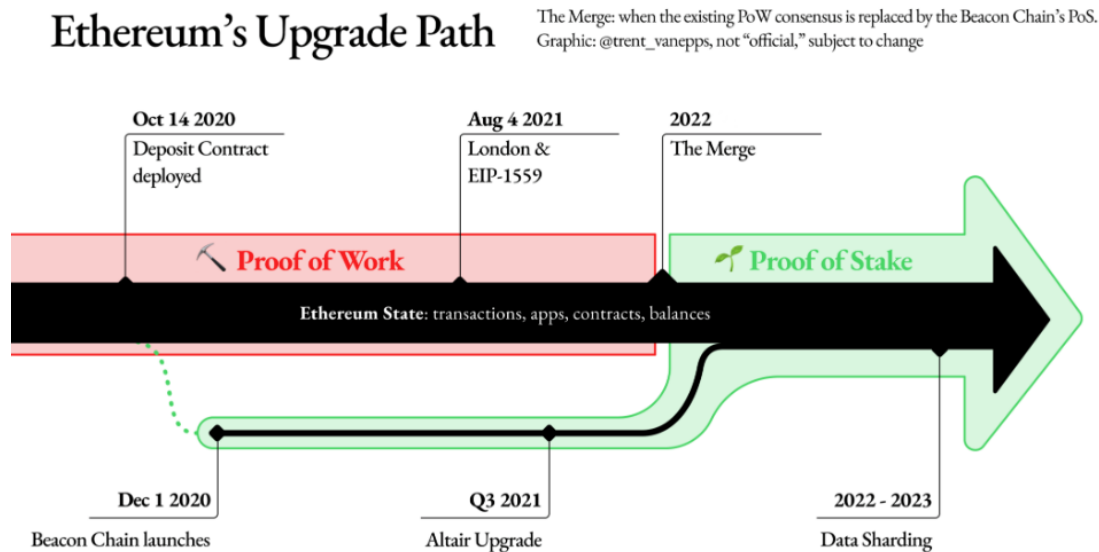 Ethereum's Upgrade Path
The Merge: when the existing PoW consensus is replaced by the Beacon Chain's PoS.
Graphic: @trent_vanepps, not “official,” subject to change
Oct 14 2020
Deposit Contract
deployed
Aug 4 2021
London &
EIP-1559
2022
The Merge
Proof of Work
Proof of Stake
Ethereum State: transactions, apps, contracts, balances
Dec 1 2020
Beacon Chain launches
Q3 2021
Altair Upgrade
2022 - 2023
Data Sharding